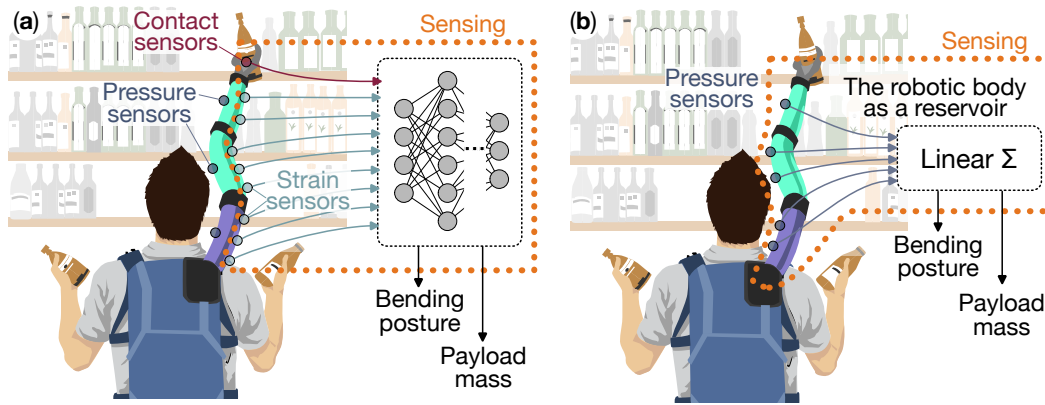 (a)
Contact
sensors
Sensing
Pressure
sensors
Strain
sensors
Bending
posture
Payload
mass
(b)
Sensing
Pressure
sensors
The robotic body
as a reservoir
Linear Σ
Bending
posture
Payload
mass